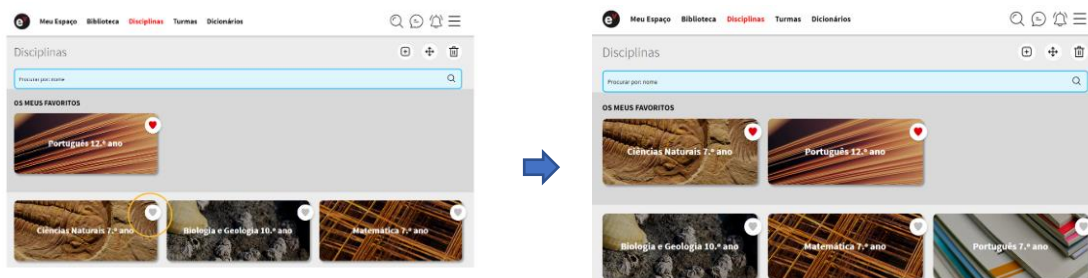 e Meu Espaço Biblioteca Disciplinas Turmas Dicionários
Disciplinas
Procurar por: nome
OS MEUS FAVORITOS
Português 12.º ano
Ciências Naturais 7.º ano Biologia e Geologia 10.º ano Matemática 7.º ano
e Meu Espaço Biblioteca Disciplinas Turmas Dicionários
Disciplinas
Procurar por: nome
OS MEUS FAVORITOS
Ciências Naturais 7.º ano Português 12.º ano
Biologia e Geologia 10.º ano Matemática 7.º ano Português 7.º ano